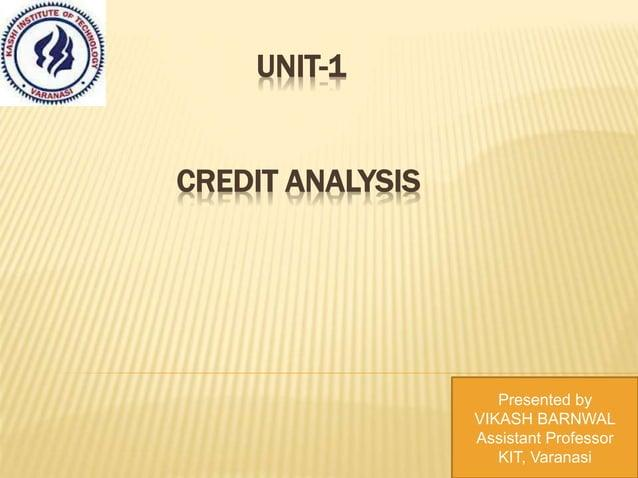 KASHI INSTITUTE OF TECHNOLOGY
VARANASI
UNIT-1
CREDIT ANALYSIS
Presented by
VIKASH BARNWAL
Assistant Professor
KIT, Varanasi